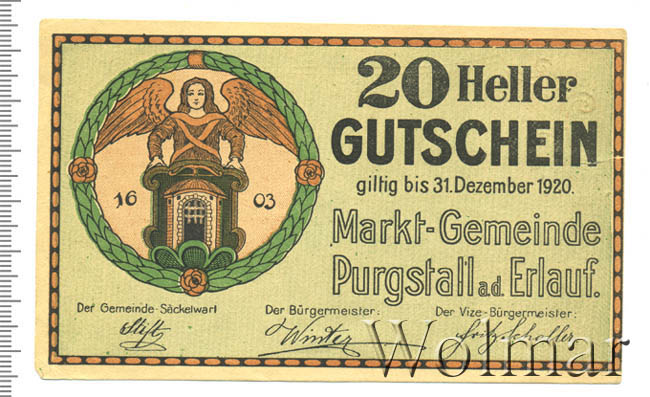 20 Heller
GUTSCHEIN
giltig bis 31. Dezember 1920.
16 03
Markt-Gemeinde
Purgstall a.d. Erlauf.
Der Gemeinde-Säckelwart
Der Bürgermeister:
Der Vize-Bürgermeister:
Stift
Winter
Wolmar